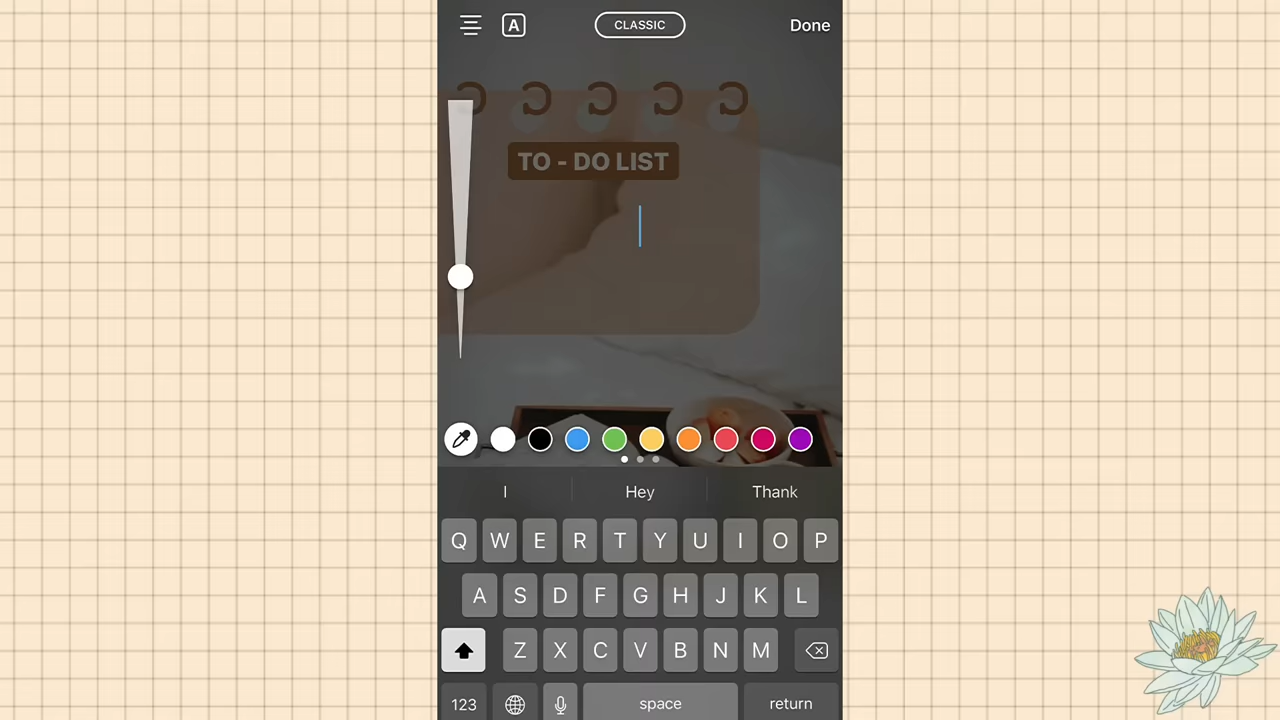 A CLASSIC Done
TO - DO LIST
I Hey Thank
Q W E R T Y U I O P
A S D F G H J K L
Z X C V B N M
123 space return